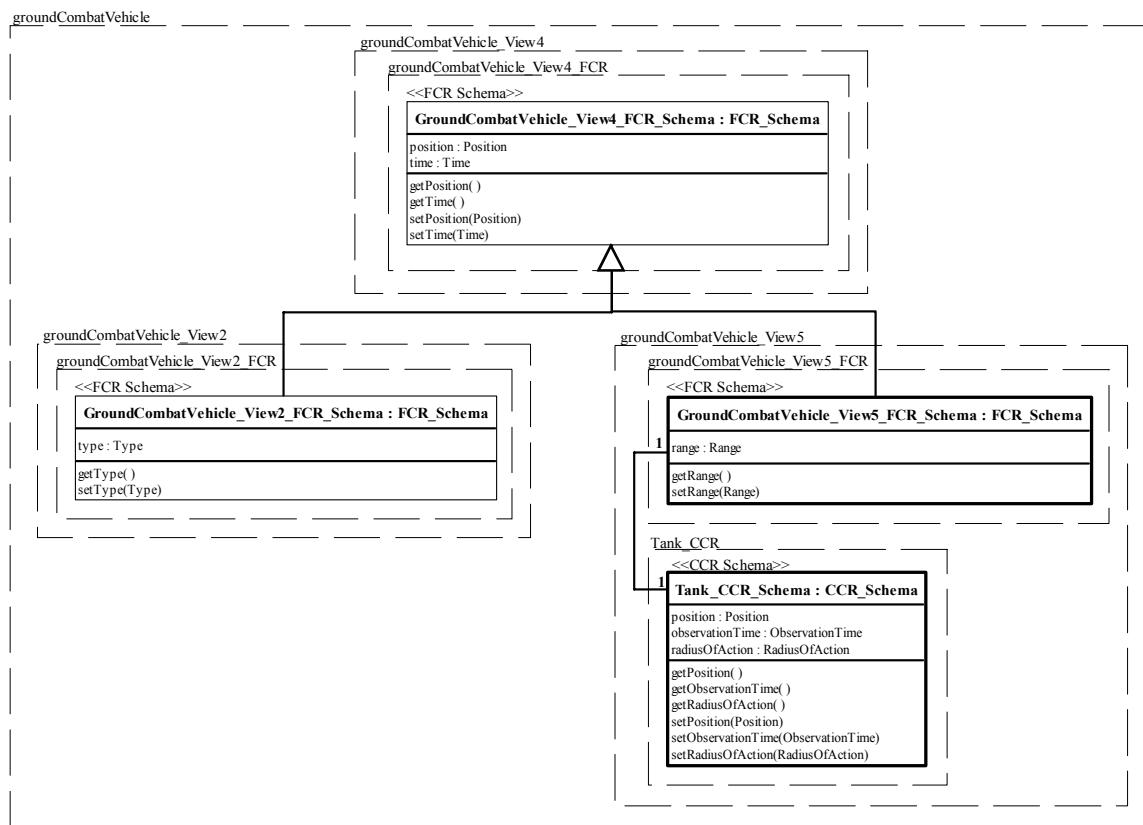 groundCombatVehicle
groundCombatVehicle_View4
groundCombatVehicle_View4_FCR
<<FCR Schema>>
GroundCombatVehicle_View4_FCR_Schema : FCR_Schema
position : Position
time : Time
getPosition( )
getTime( )
setPosition(Position)
setTime(Time)
groundCombatVehicle_View2
groundCombatVehicle_View2_FCR
<<FCR Schema>>
GroundCombatVehicle_View2_FCR_Schema : FCR_Schema
type : Type
getType( )
setType(Type)
groundCombatVehicle_View5
groundCombatVehicle_View5_FCR
<<FCR Schema>>
GroundCombatVehicle_View5_FCR_Schema : FCR_Schema
1
range : Range
getRange( )
setRange(Range)
Tank_CCR
<<CCR Schema>>
1
Tank_CCR_Schema : CCR_Schema
position : Position
observationTime : ObservationTime
radiusOfAction : RadiusOfAction
getPosition( )
getObservationTime( )
getRadiusOfAction( )
setPosition(Position)
setObservationTime(ObservationTime)
setRadiusOfAction(RadiusOfAction)